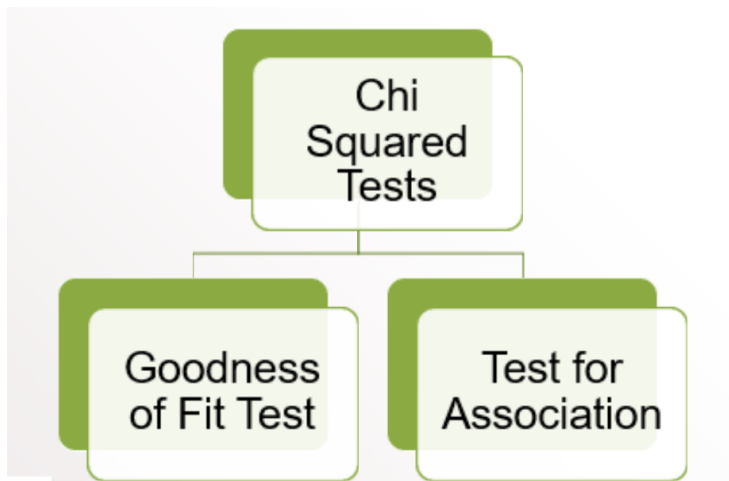 Chi
Squared
Tests
Goodness
of Fit Test
Test for
Association